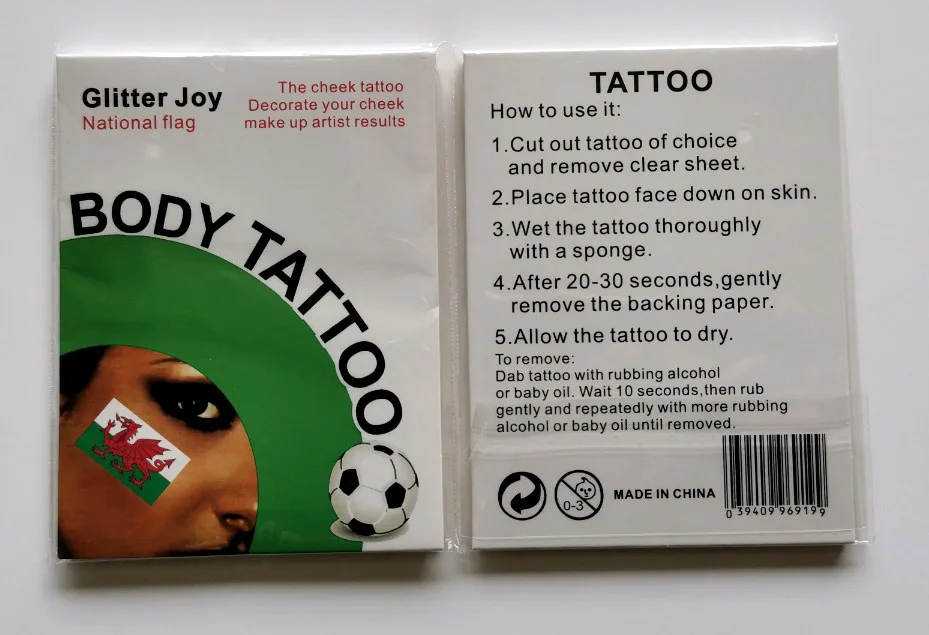 Glitter Joy
National flag
The cheek tattoo
Decorate your cheek
make up artist results
BODY TATTOO
TATTOO
How to use it:
1.Cut out tattoo of choice
and remove clear sheet.
2.Place tattoo face down on skin.
3.Wet the tattoo thoroughly
with a sponge.
4.After 20-30 seconds,gently
remove the backing paper.
5.Allow the tattoo to dry.
To remove:
Dab tattoo with rubbing alcohol
or baby oil. Wait 10 seconds,then rub
gently and repeatedly with more rubbing
alcohol or baby oil until removed.
0-3
MADE IN CHINA
0 39409 96919 9